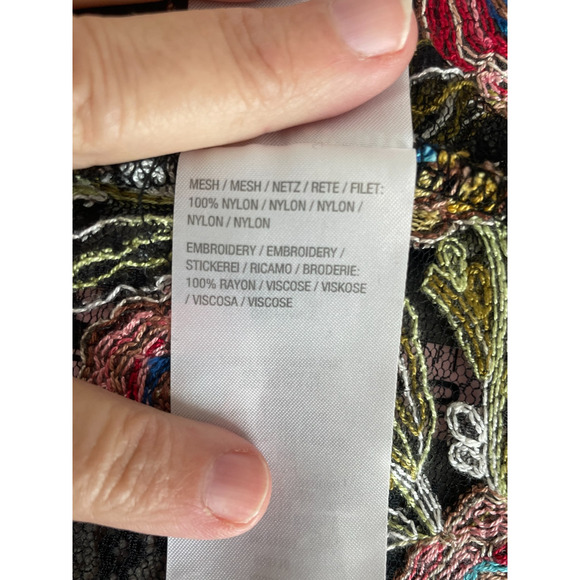 MESH / MESH / NETZ / RETE / FILET:
100% NYLON / NYLON / NYLON /
NYLON / NYLON
EMBROIDERY / EMBROIDERY /
STICKEREI / RICAMO / BRODERIE:
100% RAYON / VISCOSE / VISKOSE
/ VISCOSA / VISCOSE